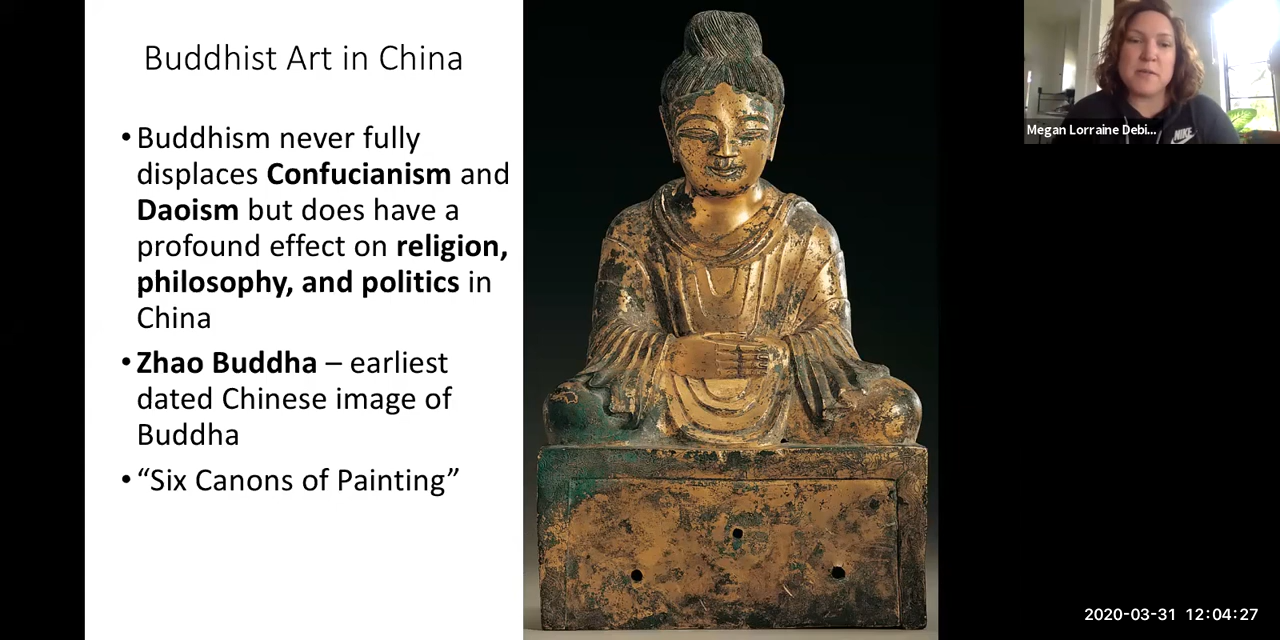 Buddhist Art in China
• Buddhism never fully
displaces Confucianism and
Daoism but does have a
profound effect on religion,
philosophy, and politics in
China
• Zhao Buddha – earliest
dated Chinese image of
Buddha
• “Six Canons of Painting”
Megan Lorraine Debi...
NIKE
2020-03-31 12:04:27